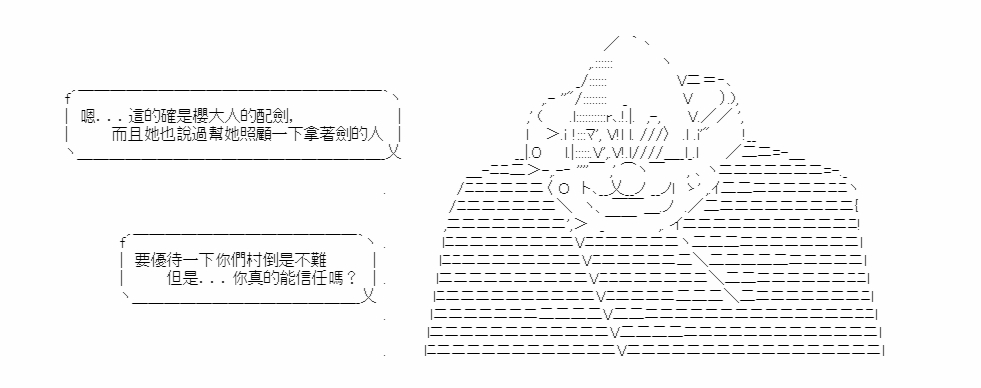 嗯...這的確是櫻大人的配劍,
而且她也說過幫她照顧一下拿著劍的人
要優待一下你們村倒是不難
但是...你真的能信任嗎？